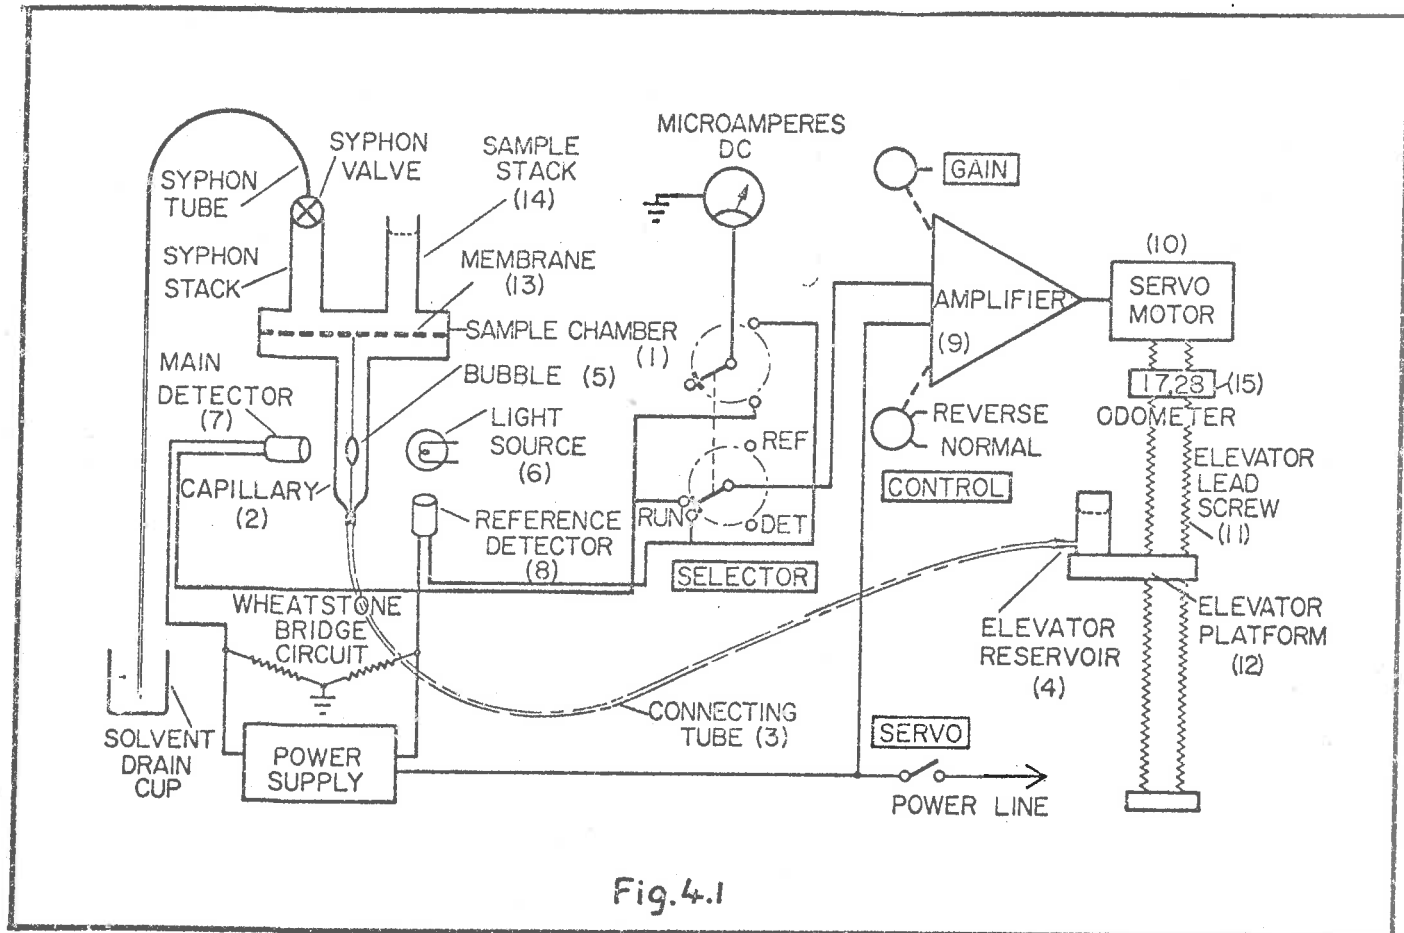 MICROAMPERES
DC
SYPHON
VALVE
SAMPLE
STACK
(14)
SYPHON
TUBE
GAIN
SYPHON
STACK
MEMBRANE
(13)
(10)
SERVO
MOTOR
AMPLIFIER
(9)
SAMPLE CHAMBER
(1)
MAIN
DETECTOR
(7)
BUBBLE (5)
17.28
(15)
ODOMETER
LIGHT
SOURCE
(6)
REVERSE
NORMAL
REF
CONTROL
ELEVATOR
LEAD
SCREW
(11)
CAPILLARY
(2)
RUN
DET
REFERENCE
DETECTOR
(8)
SELECTOR
WHEATSTONE
BRIDGE
CIRCUIT
ELEVATOR
RESERVOIR
(4)
ELEVATOR
PLATFORM
(12)
CONNECTING
TUBE (3)
SERVO
SOLVENT
DRAIN
CUP
POWER
SUPPLY
POWER LINE
Fig.4.1